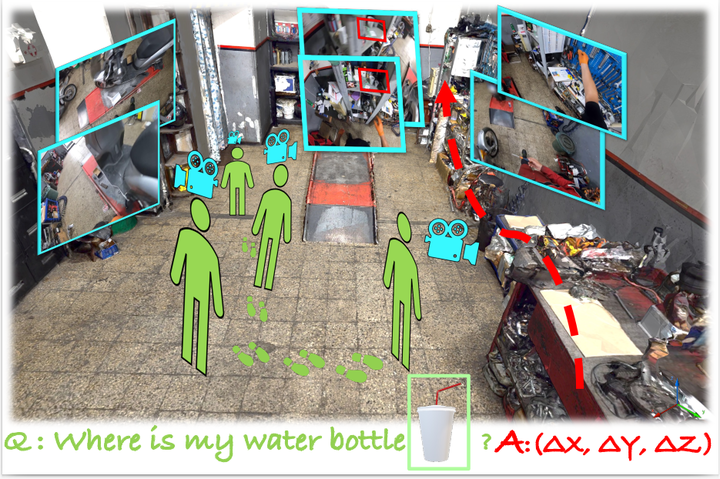 Q: Where is my water bottle ? A: (ΔX, ΔY, ΔZ)